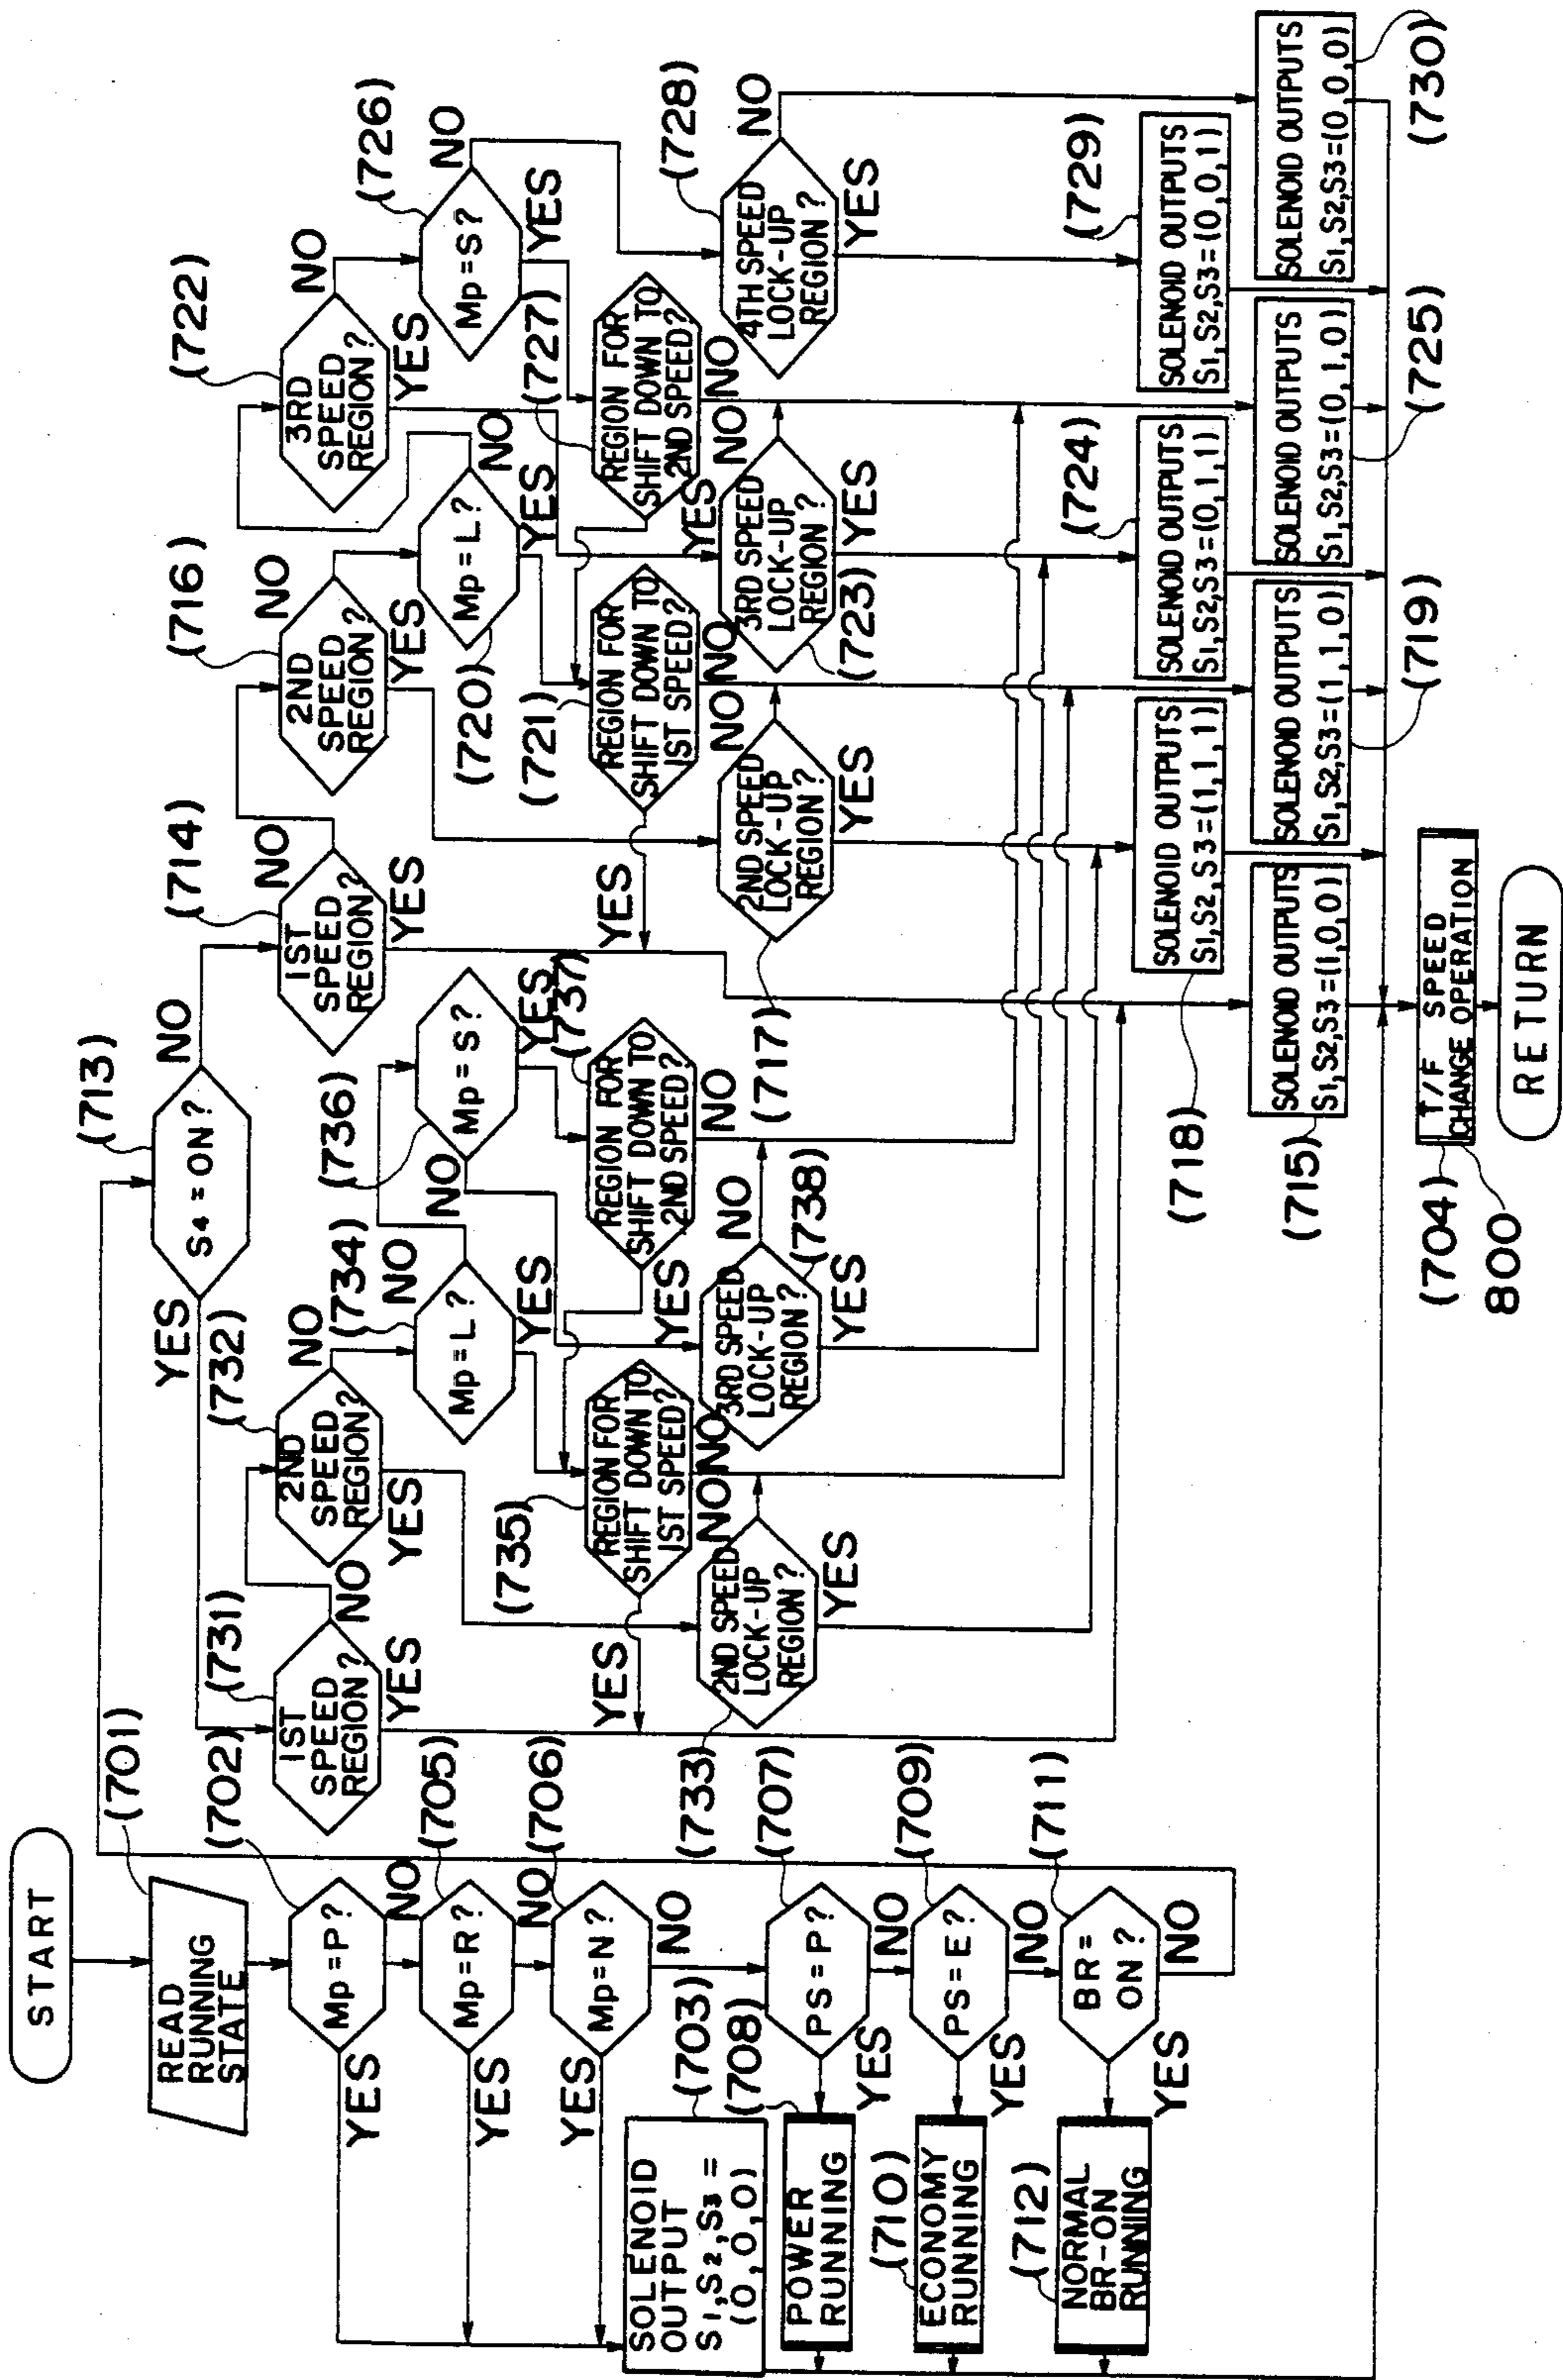 START
READ
RUNNING
STATE
(701)
Mp=P?
(702)
YES
NO
Mp=R?
(705)
YES
NO
Mp=N?
(706)
YES
NO
SOLENOID
OUTPUT
S1,S2,S3 =
(0,0,0)
(703)
PS=P?
(707)
YES
NO
POWER
RUNNING
(708)
PS=E?
(709)
YES
NO
ECONOMY
RUNNING
(710)
BR=
ON?
(711)
YES
NO
NORMAL
BR-ON
RUNNING
(712)
S4=ON?
(713)
YES
NO
1ST
SPEED
REGION?
(731)
NO
YES
2ND
SPEED
REGION?
(732)
NO
YES
Mp=L?
(734)
NO
YES
Mp=S?
(736)
NO
YES
REGION FOR
SHIFT DOWN TO
1ST SPEED?
(735)
YES
NO
REGION FOR
SHIFT DOWN TO
2ND SPEED?
(737)
YES
NO
2ND SPEED
LOCK-UP
REGION?
(733)
NO
YES
3RD SPEED
LOCK-UP
REGION?
(738)
NO
YES
1ST
SPEED
REGION?
(714)
NO
YES
2ND
SPEED
REGION?
(716)
NO
YES
3RD
SPEED
REGION?
(722)
NO
YES
Mp=L?
(720)
NO
YES
Mp=S?
(726)
NO
YES
REGION FOR
SHIFT DOWN TO
1ST SPEED?
(721)
YES
NO
REGION FOR
SHIFT DOWN TO
2ND SPEED?
(727)
YES
NO
2ND SPEED
LOCK-UP
REGION?
(717)
NO
YES
3RD SPEED
LOCK-UP
REGION?
(723)
NO
YES
4TH SPEED
LOCK-UP
REGION?
(728)
NO
YES
SOLENOID OUTPUTS
S1,S2,S3=(1,1,1)
(718)
SOLENOID OUTPUTS
S1,S2,S3=(0,1,1)
(724)
SOLENOID OUTPUTS
S1,S2,S3=(0,0,1)
(729)
SOLENOID OUTPUTS
S1,S2,S3=(1,0,0)
(715)
SOLENOID OUTPUTS
S1,S2,S3=(1,1,0)
(719)
SOLENOID OUTPUTS
S1,S2,S3=(0,1,0)
(725)
SOLENOID OUTPUTS
S1,S2,S3=(0,0,0)
(730)
T/F SPEED
CHANGE OPERATION
(704)
800
RETURN